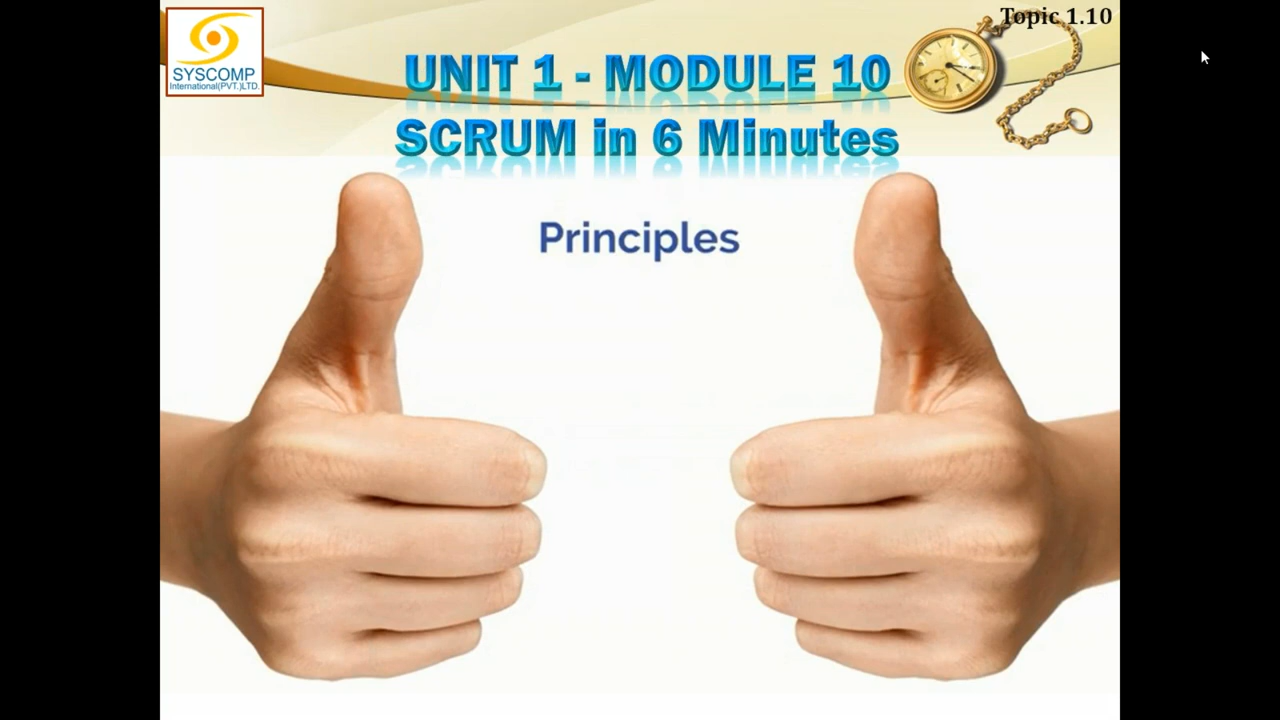 Topic 1.10
SYSCOMP
International(PVT.)LTD.
UNIT 1 - MODULE 10
SCRUM in 6 Minutes
Principles